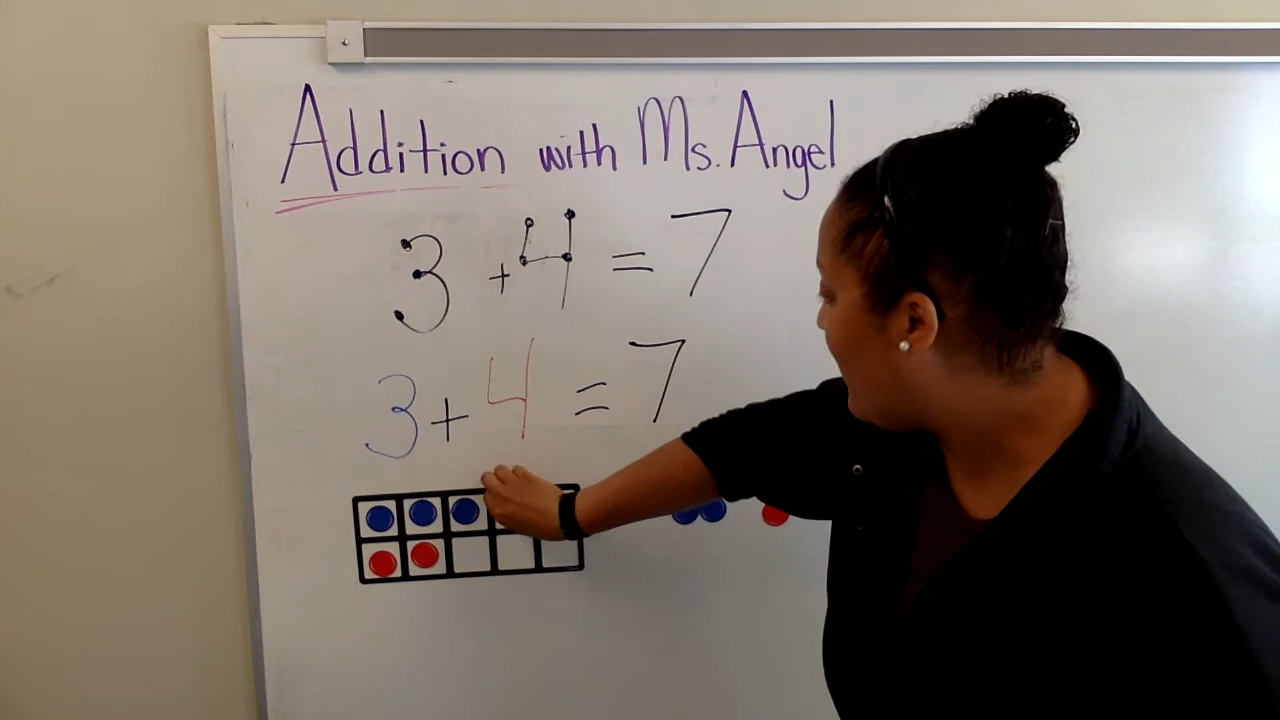 Addition with Ms. Angel
3 + 4 = 7
3 + 4 = 7